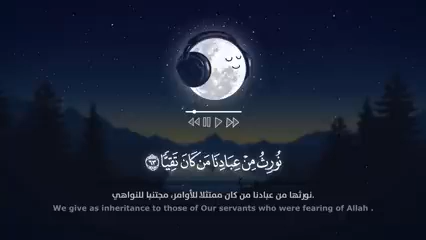 نُورِثُ مِنْ عِبَادِنَا مَن كَانَ تَقِيًّا ٦٣
نورثها من عبادنا من كان ممتثلا للأوامر، مجتنبا للنواهي.
We give as inheritance to those of Our servants who were fearing of Allah .